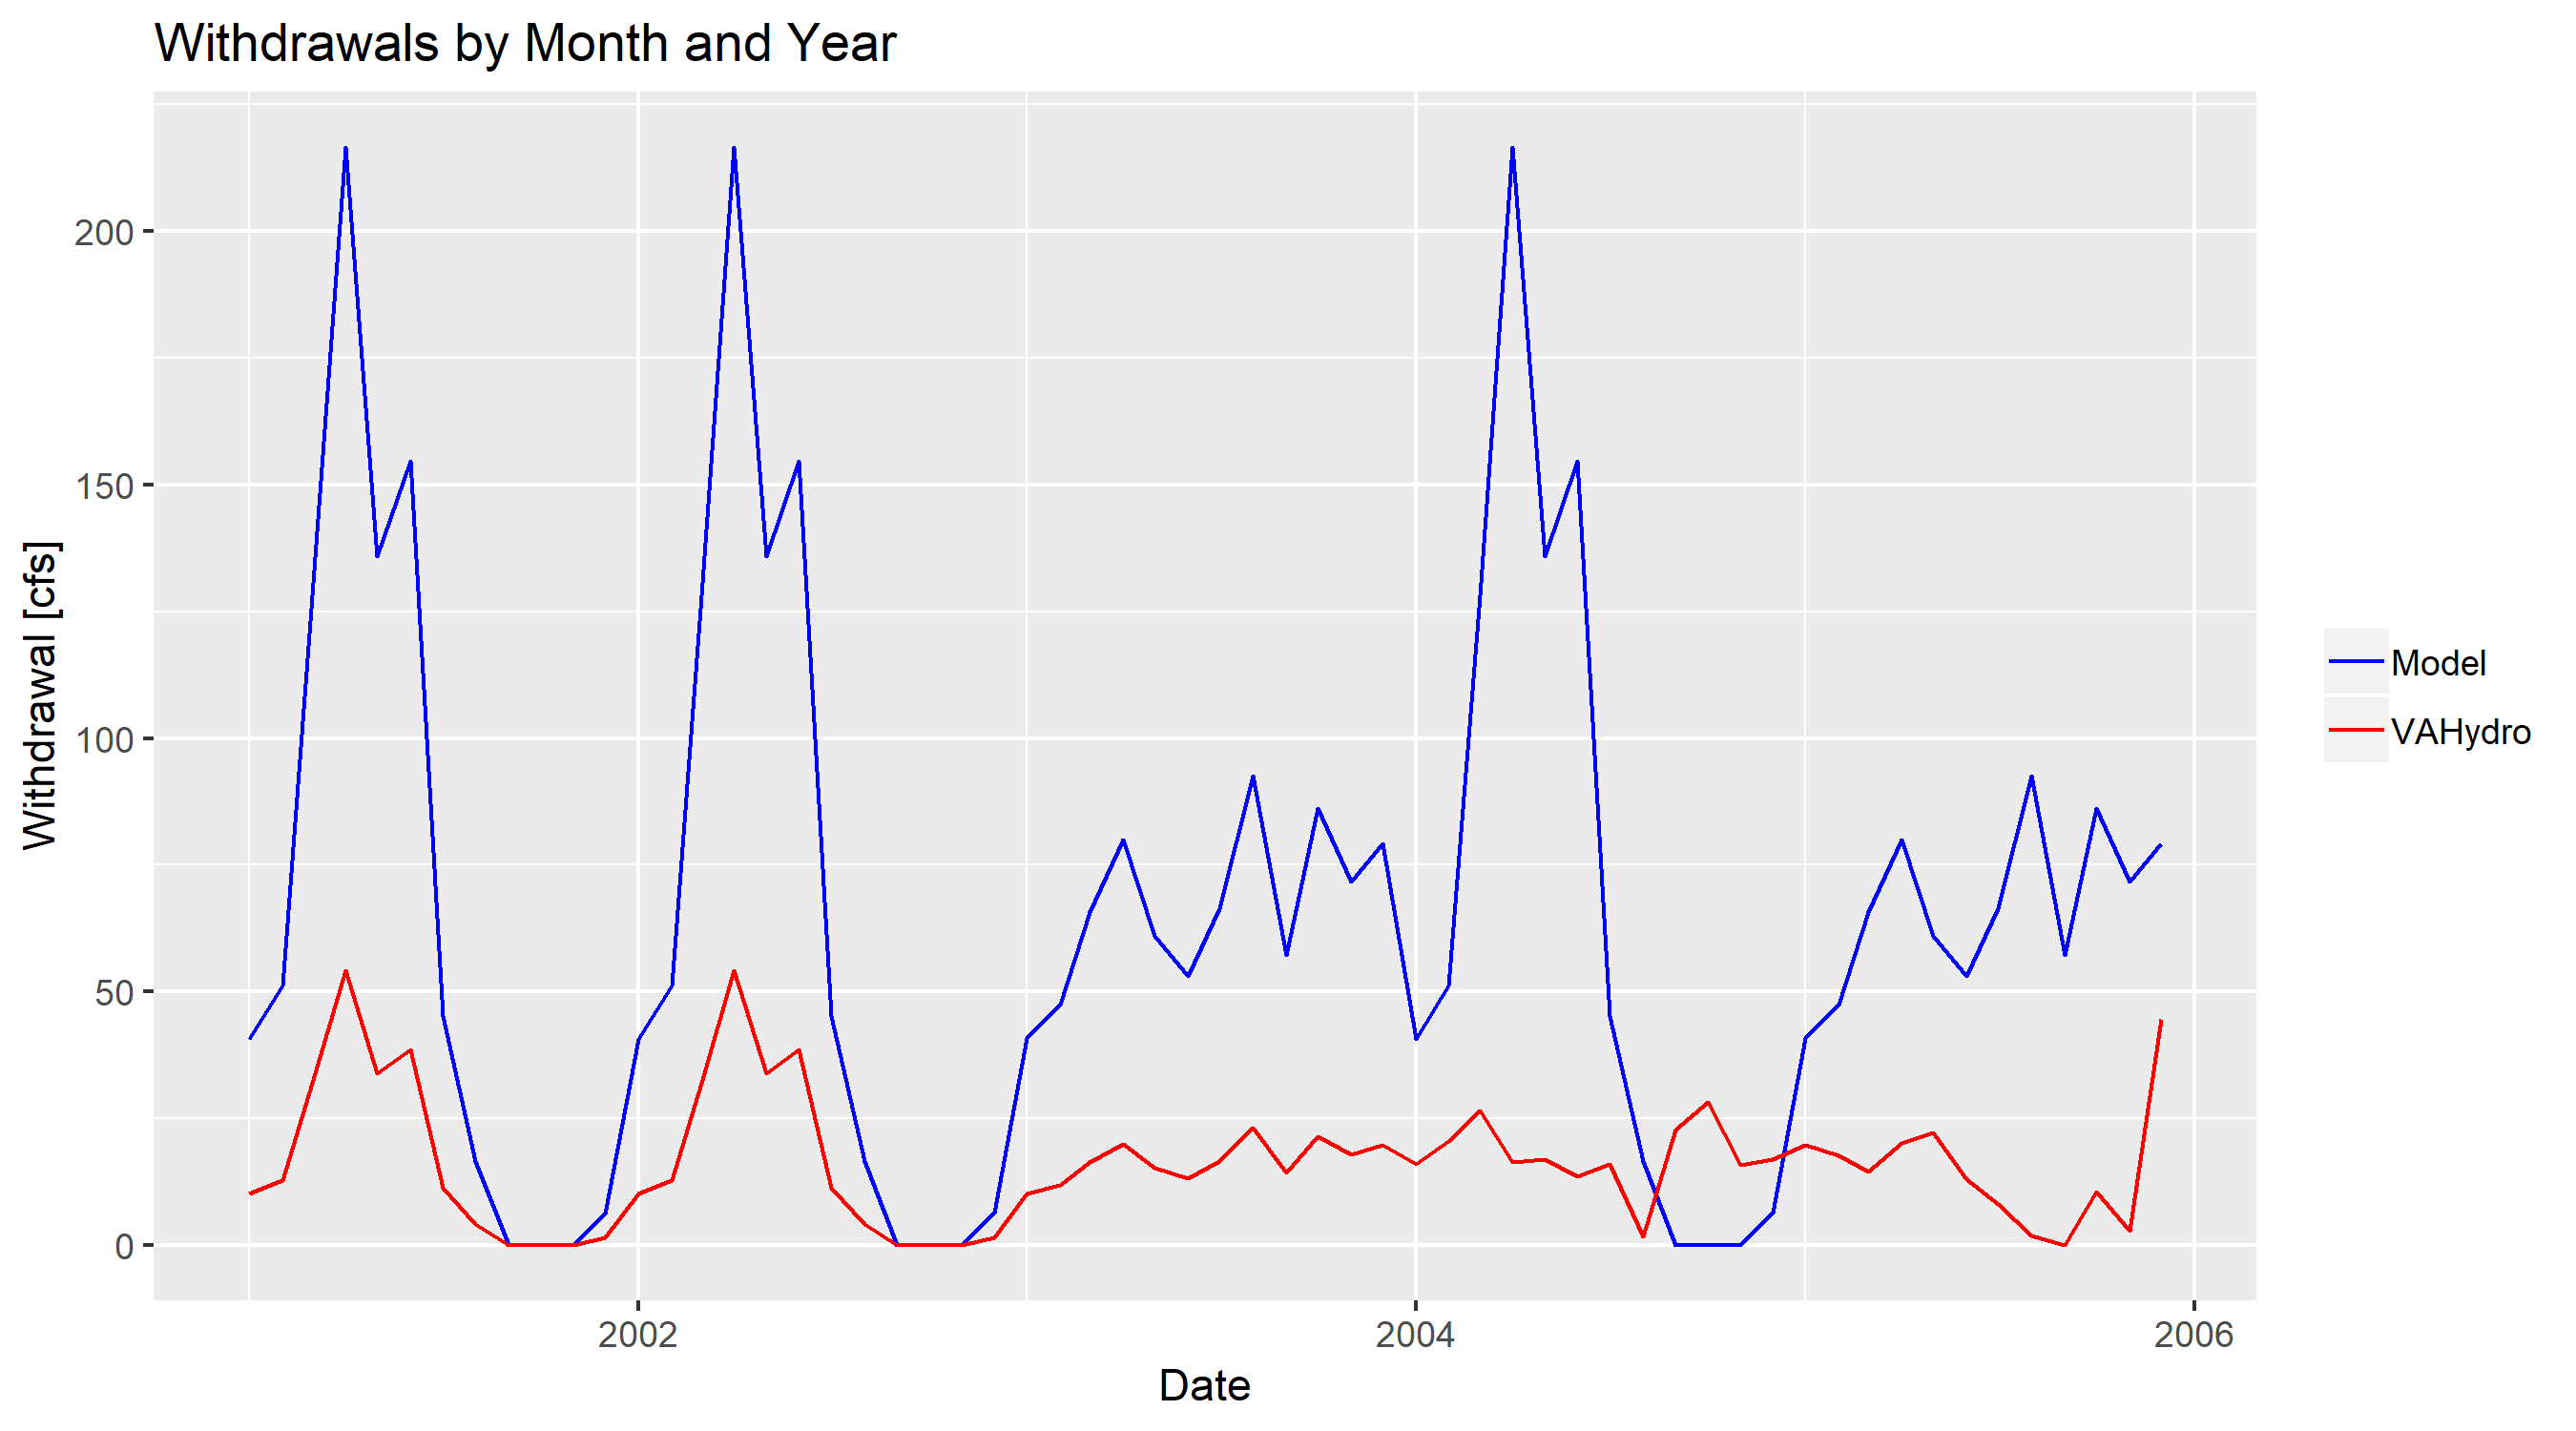 Withdrawals by Month and Year
Withdrawal [cfs]
200
150
100
50
0
2002
2004
2006
Date
Model
VAHydro